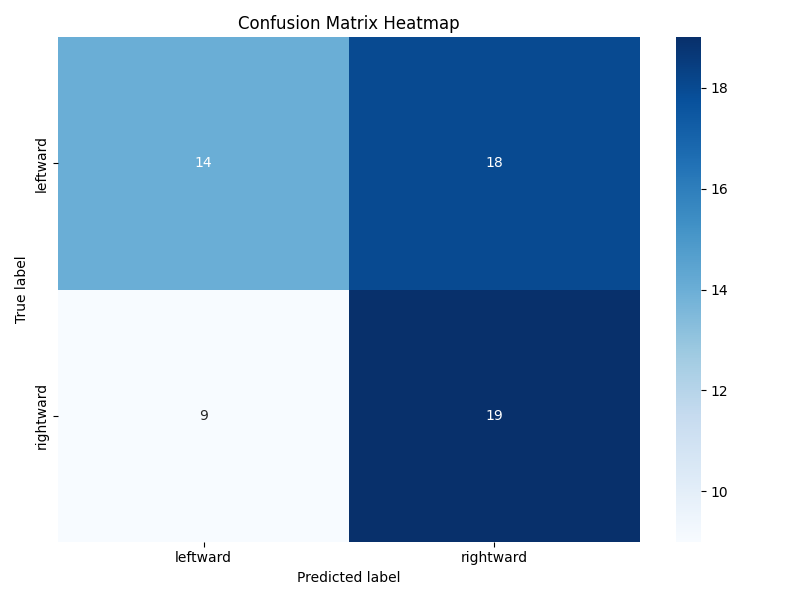 Confusion Matrix Heatmap
True label
leftward
rightward
14
18
9
19
leftward
rightward
Predicted label
18
16
14
12
10